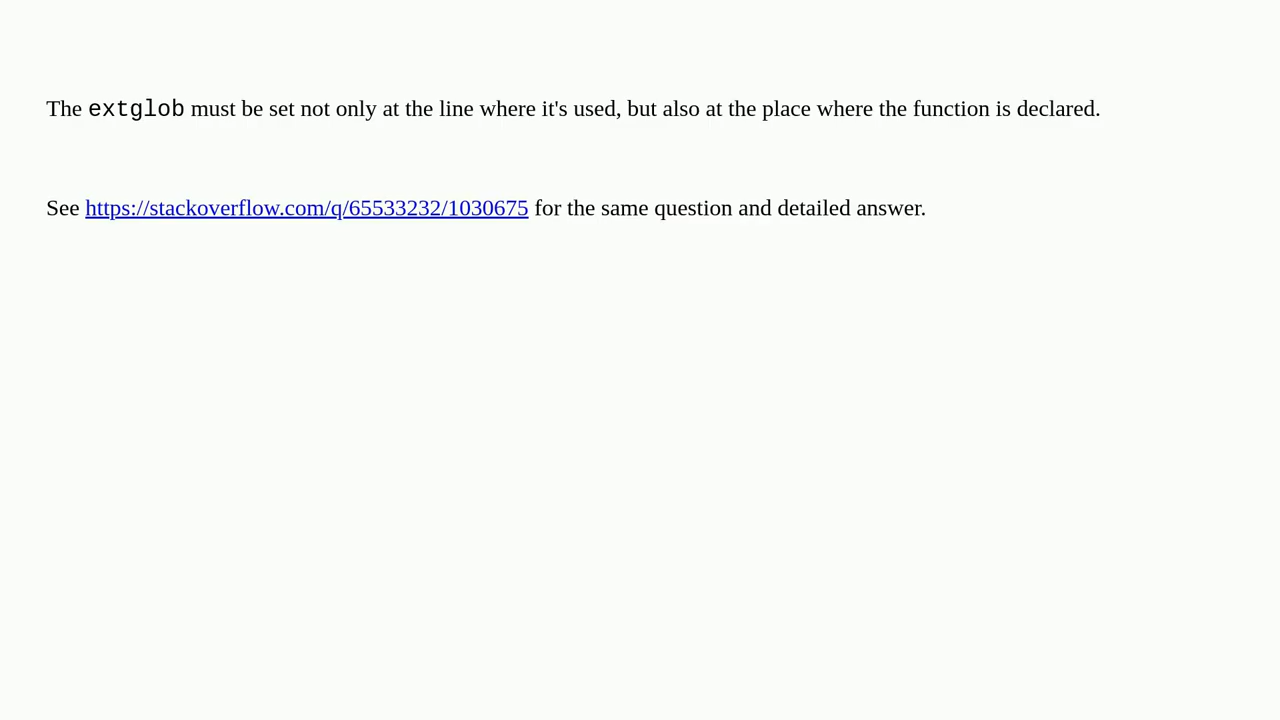 The extglob must be set not only at the line where it's used, but also at the place where the function is declared.
See https://stackoverflow.com/q/65533232/1030675 for the same question and detailed answer.